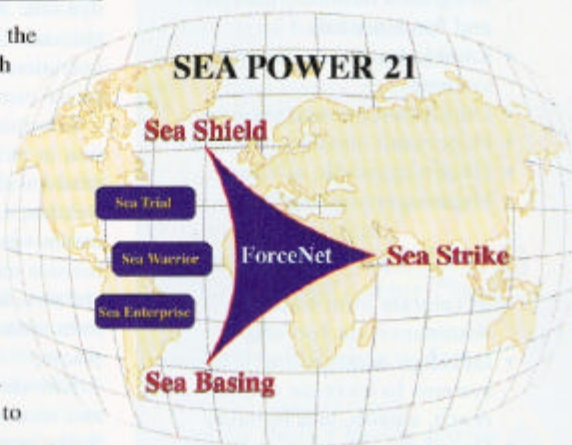 the
h
SEA POWER 21
Sea Shield
Sea Trial
Sea Warrior
ForceNet
Sea Strike
Sea Enterprise
Sea Basing
to